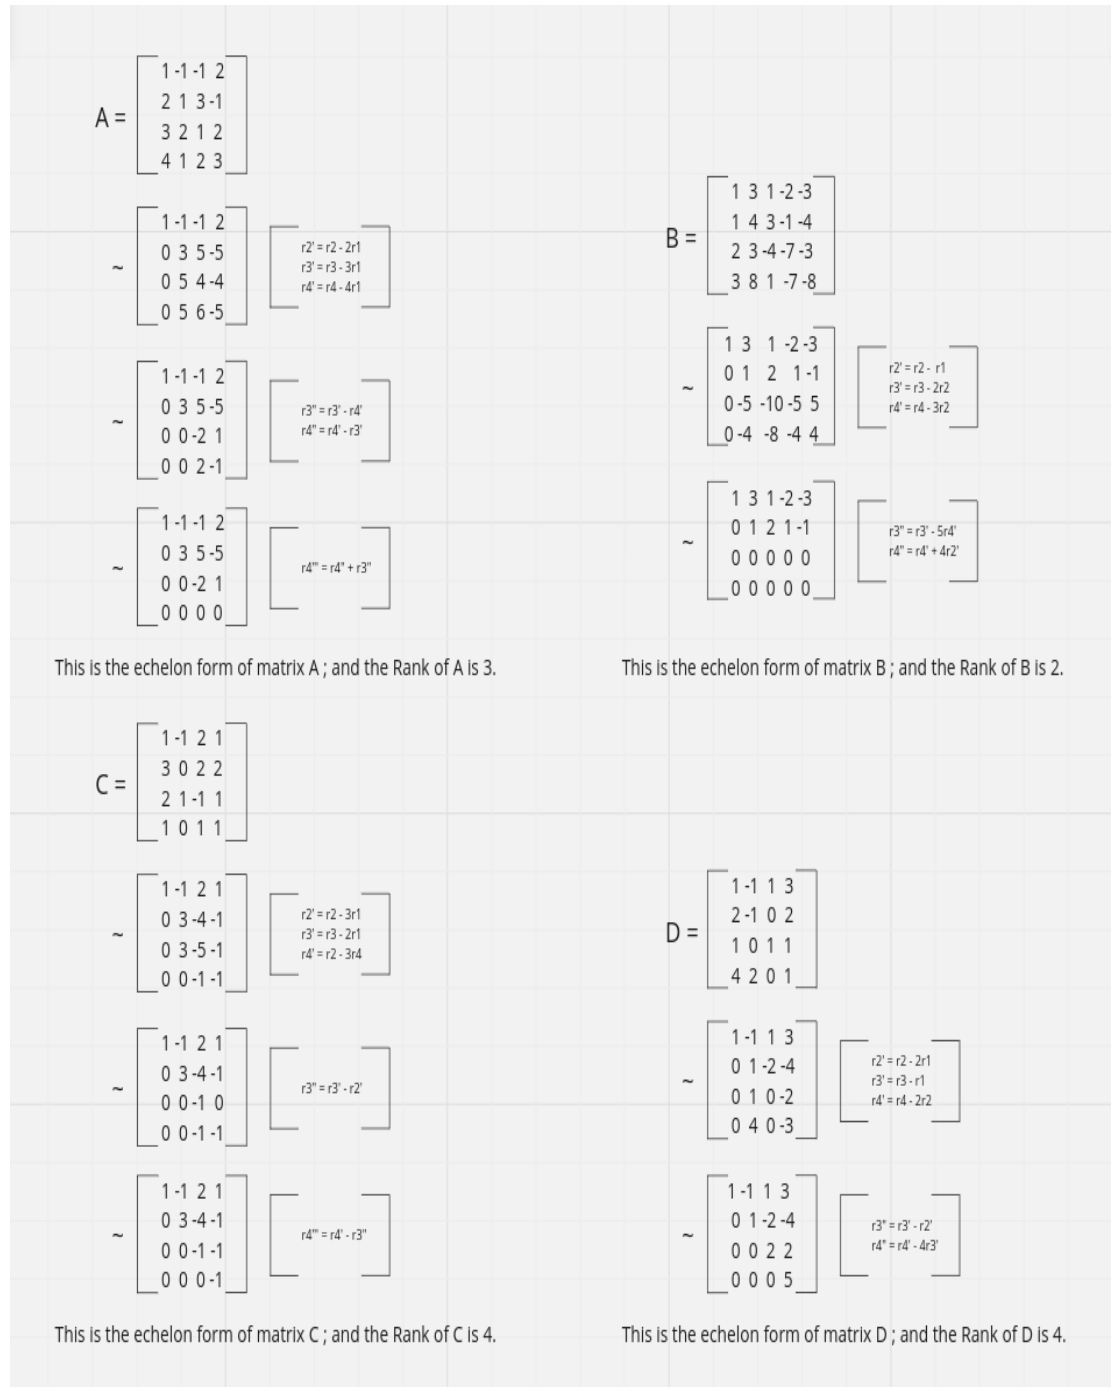 A =
1 -1 -1 2
2 1 3 -1
3 2 1 2
4 1 2 3
~
1 -1 -1 2
0 3 5 -5
0 5 4 -4
0 5 6 -5
r2' = r2 - 2r1
r3' = r3 - 3r1
r4' = r4 - 4r1
~
1 -1 -1 2
0 3 5 -5
0 0 -2 1
0 0 2 -1
r3" = r3' - r4'
r4" = r4' - r3'
~
1 -1 -1 2
0 3 5 -5
0 0 -2 1
0 0 0 0
r4"' = r4" + r3"
This is the echelon form of matrix A ; and the Rank of A is 3.
B =
1 3 1 -2 -3
1 4 3 -1 -4
2 3 -4 -7 -3
3 8 1 -7 -8
~
1 3 1 -2 -3
0 1 2 1 -1
0 -5 -10 -5 5
0 -4 -8 -4 4
r2' = r2 - r1
r3' = r3 - 2r2
r4' = r4 - 3r2
~
1 3 1 -2 -3
0 1 2 1 -1
0 0 0 0 0
0 0 0 0 0
r3" = r3' - 5r4'
r4" = r4' + 4r2'
This is the echelon form of matrix B ; and the Rank of B is 2.
C =
1 -1 2 1
3 0 2 2
2 1 -1 1
1 0 1 1
~
1 -1 2 1
0 3 -4 -1
0 3 -5 -1
0 0 -1 -1
r2' = r2 - 3r1
r3' = r3 - 2r1
r4' = r2 - 3r4
~
1 -1 2 1
0 3 -4 -1
0 0 -1 0
0 0 -1 -1
r3" = r3' - r2'
~
1 -1 2 1
0 3 -4 -1
0 0 -1 -1
0 0 0 -1
r4"' = r4' - r3"
This is the echelon form of matrix C ; and the Rank of C is 4.
D =
1 -1 1 3
2 -1 0 2
1 0 1 1
4 2 0 1
~
1 -1 1 3
0 1 -2 -4
0 1 0 -2
0 4 0 -3
r2' = r2 - 2r1
r3' = r3 - r1
r4' = r4 - 2r2
~
1 -1 1 3
0 1 -2 -4
0 0 2 2
0 0 0 5
r3" = r3' - r2'
r4" = r4' - 4r3'
This is the echelon form of matrix D ; and the Rank of D is 4.